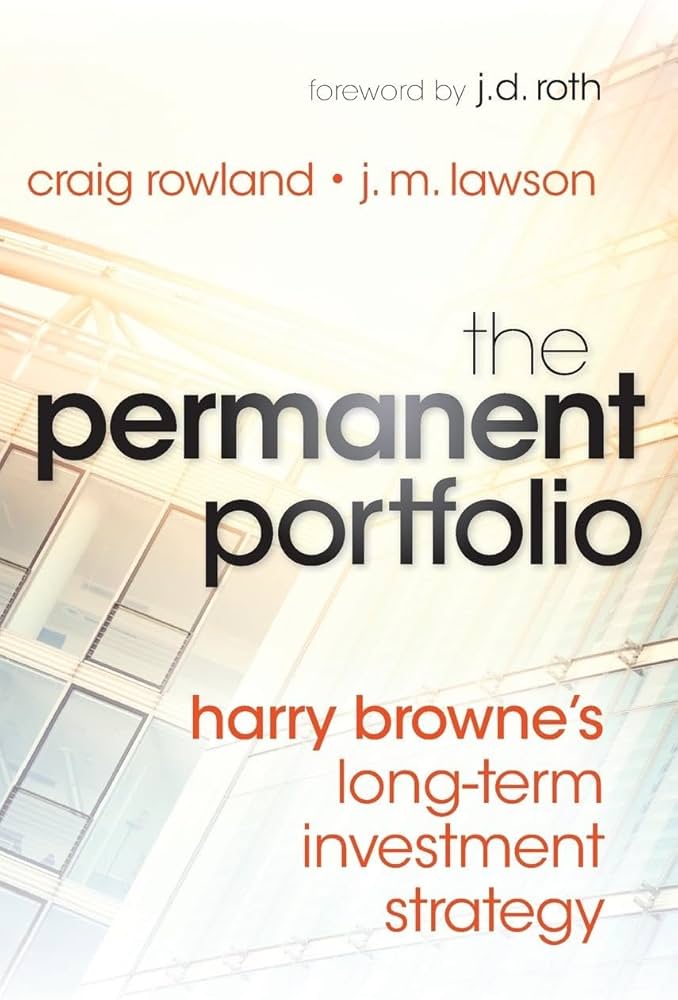 foreword by j.d. roth
craig rowland • j. m. lawson
the
permanent
portfolio
harry browne's
long-term
investment
strategy